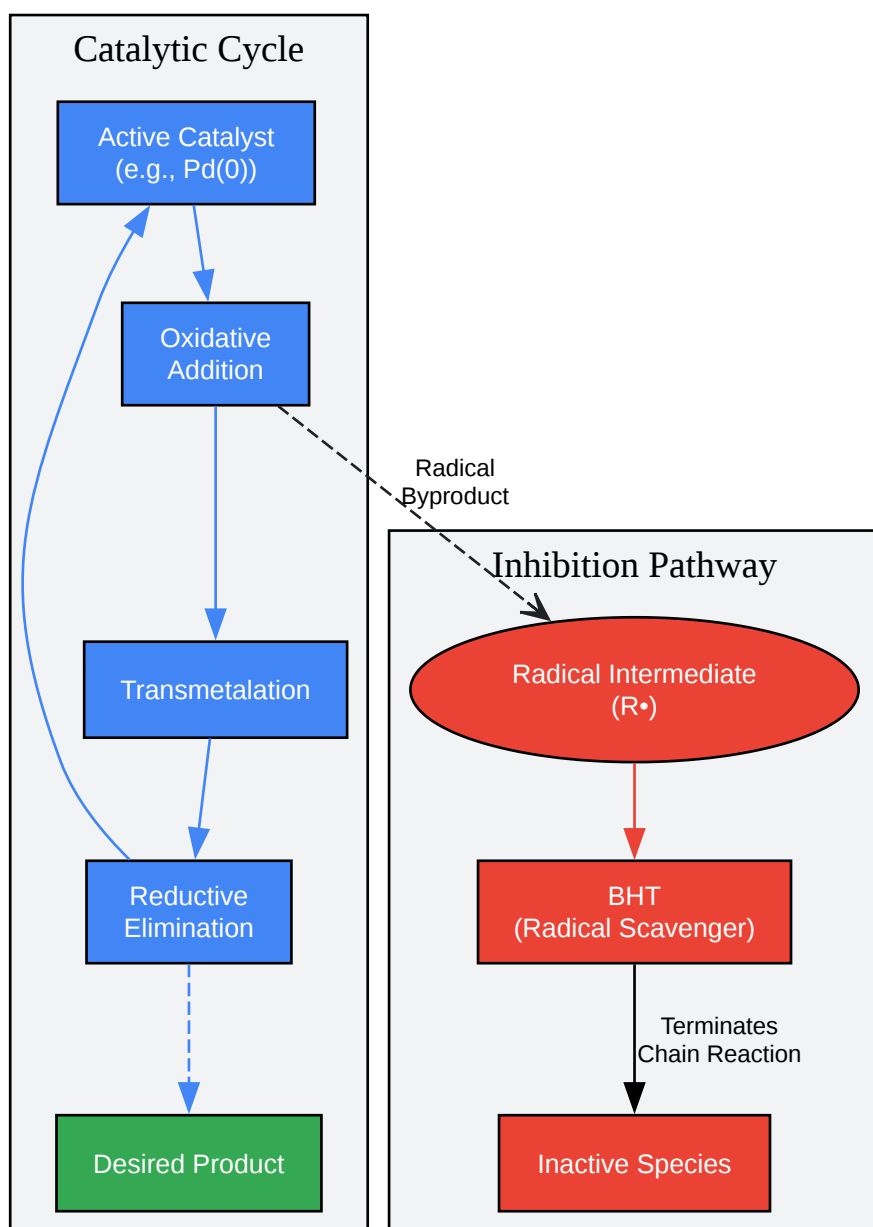 Catalytic Cycle
Active Catalyst
(e.g., Pd(0))
Oxidative
Addition
Radical
Byproduct
Transmetalation
Reductive
Elimination
Desired Product
Inhibition Pathway
Radical Intermediate
(R•)
BHT
(Radical Scavenger)
Terminates
Chain Reaction
Inactive Species